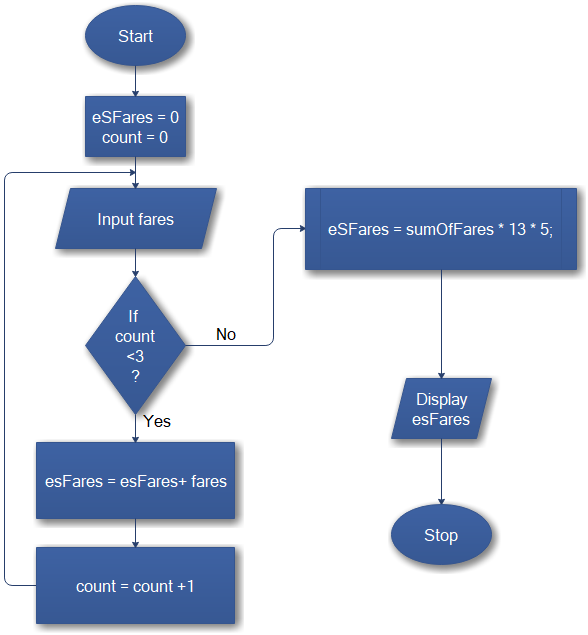 Start
eSFares = 0
count = 0
Input fares
If
count
<3
?
No
Yes
esFares = esFares+ fares
count = count +1
eSFares = sumOfFares * 13 * 5;
Display
esFares
Stop